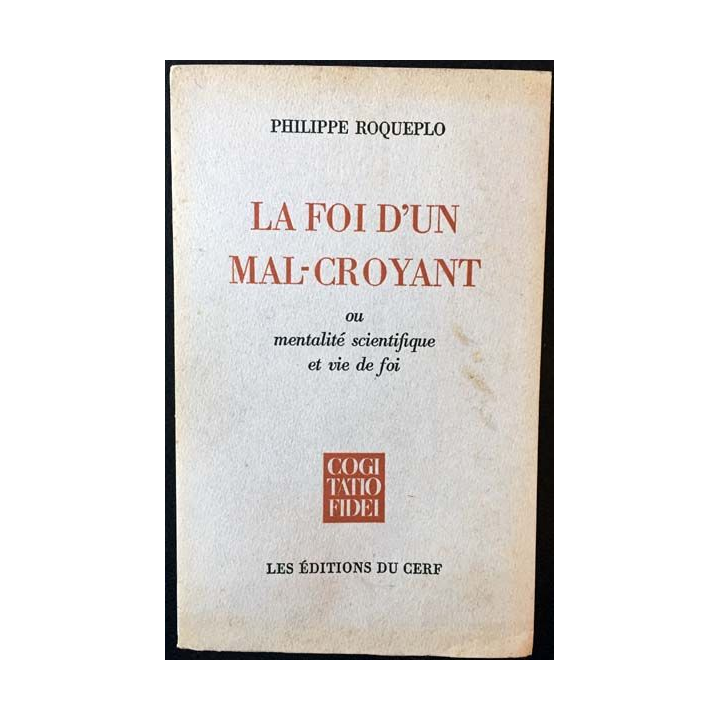 PHILIPPE ROQUEPLO
LA FOI D'UN
MAL-CROYANT
ou
mentalité scientifique
et vie de foi
COGI
TATIO
FIDEI
LES ÉDITIONS DU CERF